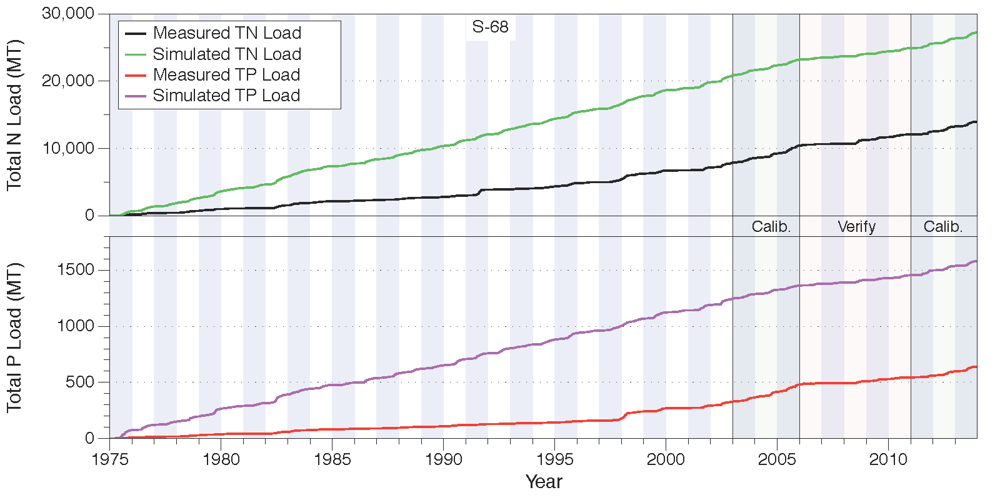 S-68
Measured TN Load
Simulated TN Load
Measured TP Load
Simulated TP Load
Total N Load (MT)
30,000
20,000
10,000
0
Calib.
Verify
Calib.
Total P Load (MT)
1500
1000
500
0
1975
1980
1985
1990
1995
2000
2005
2010
Year